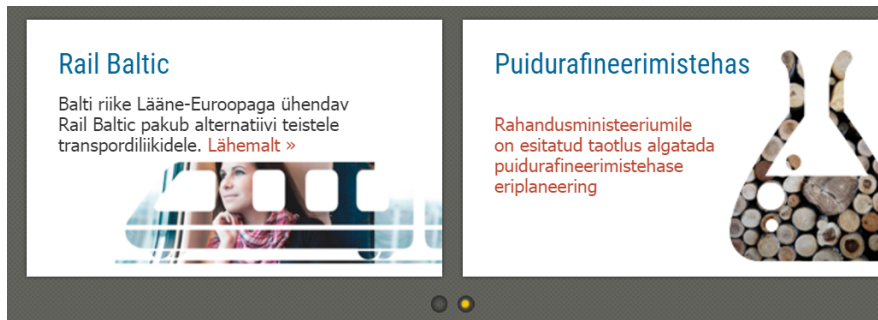 Rail Baltic
Balti riike Lääne-Euroopaga ühendav
Rail Baltic pakub alternatiivi teistele
transpordiliikidele. Lähemalt »
Puidurafineerimistehas
Rahandusministeeriumile
on esitatud taotlus algatada
puidurafineerimistehase
eriplaneering